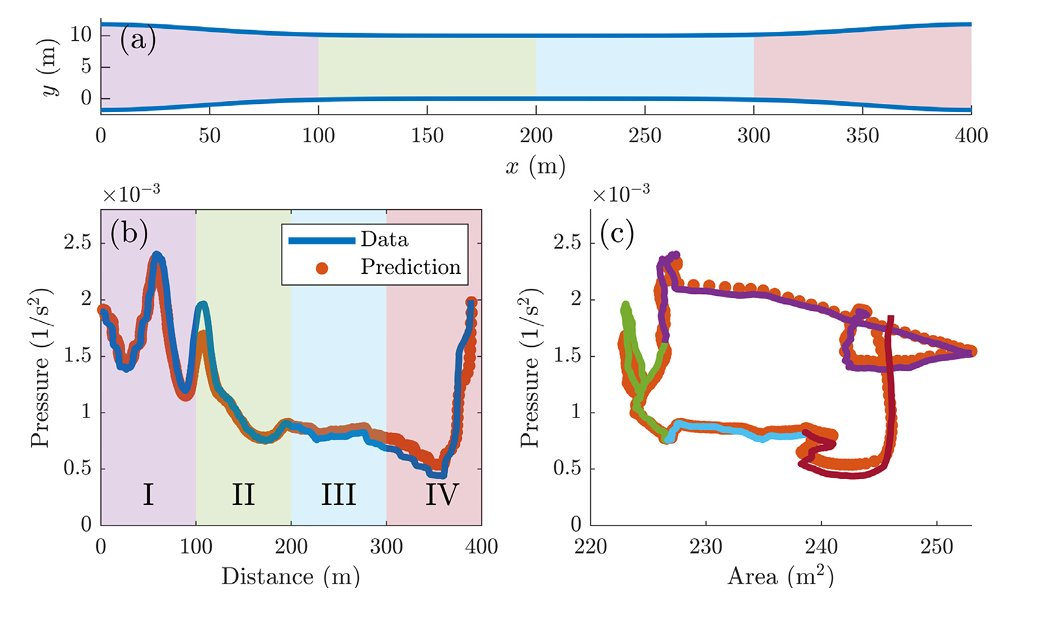 (a)
y (m)
10
5
0
0 50 100 150 200 250 300 350 400
x (m)
×10⁻³
(b)
Data
Prediction
Pressure (1/s²)
2.5
2
1.5
1
0.5
0
I II III IV
0 100 200 300 400
Distance (m)
×10⁻³
(c)
Pressure (1/s²)
2.5
2
1.5
1
0.5
0
220 230 240 250
Area (m²)